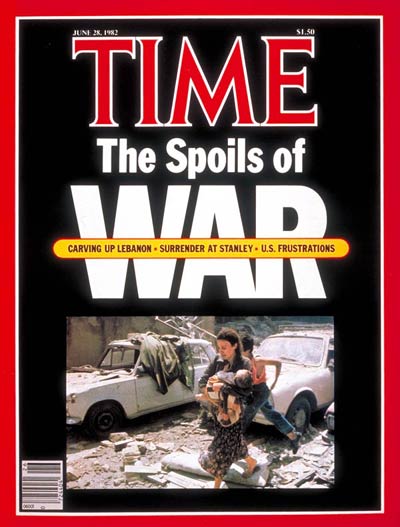 JUNE 28, 1982
$1.50
TIME
The Spoils of
WAR
CARVING UP LEBANON • SURRENDER AT STANLEY • U.S. FRUSTRATIONS